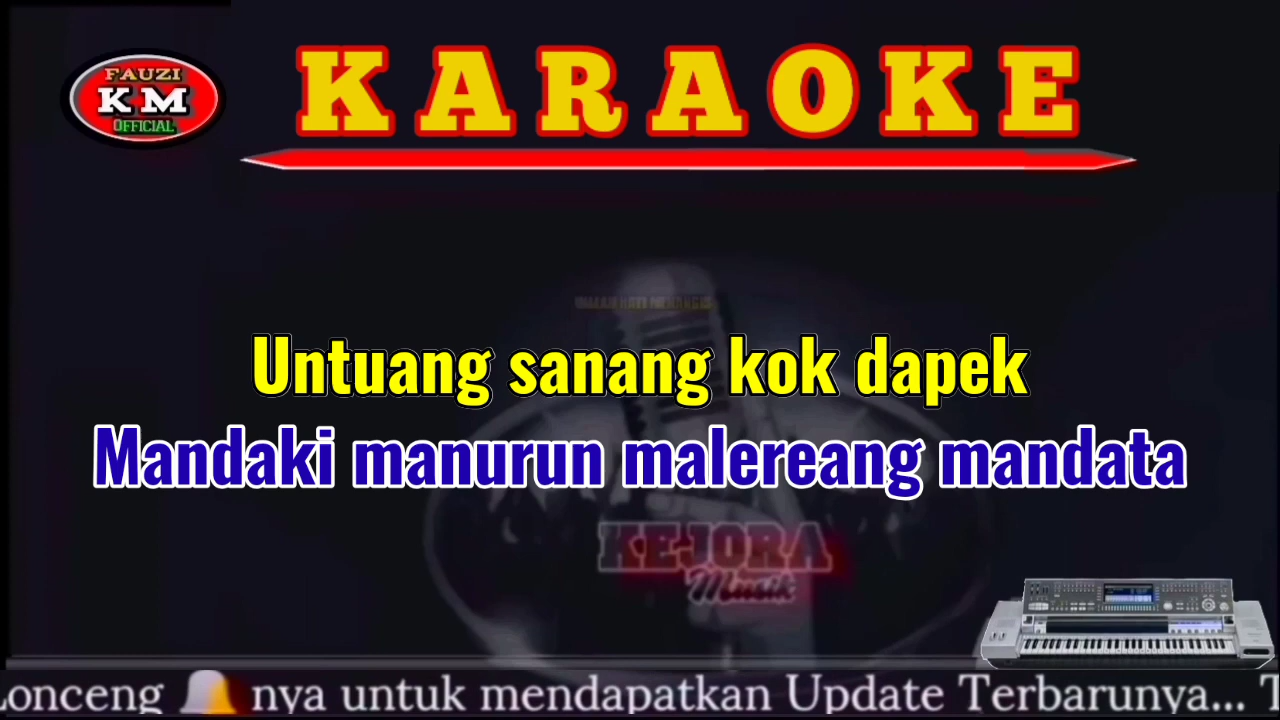 FAUZI
KM
OFFICIAL
KARAOKE
Untuang sanang kok dapek
Mandaki manurun malereang mandata
KEJORA
Musik
Lonceng 🔔 nya untuk mendapatkan Update Terbarunya... T